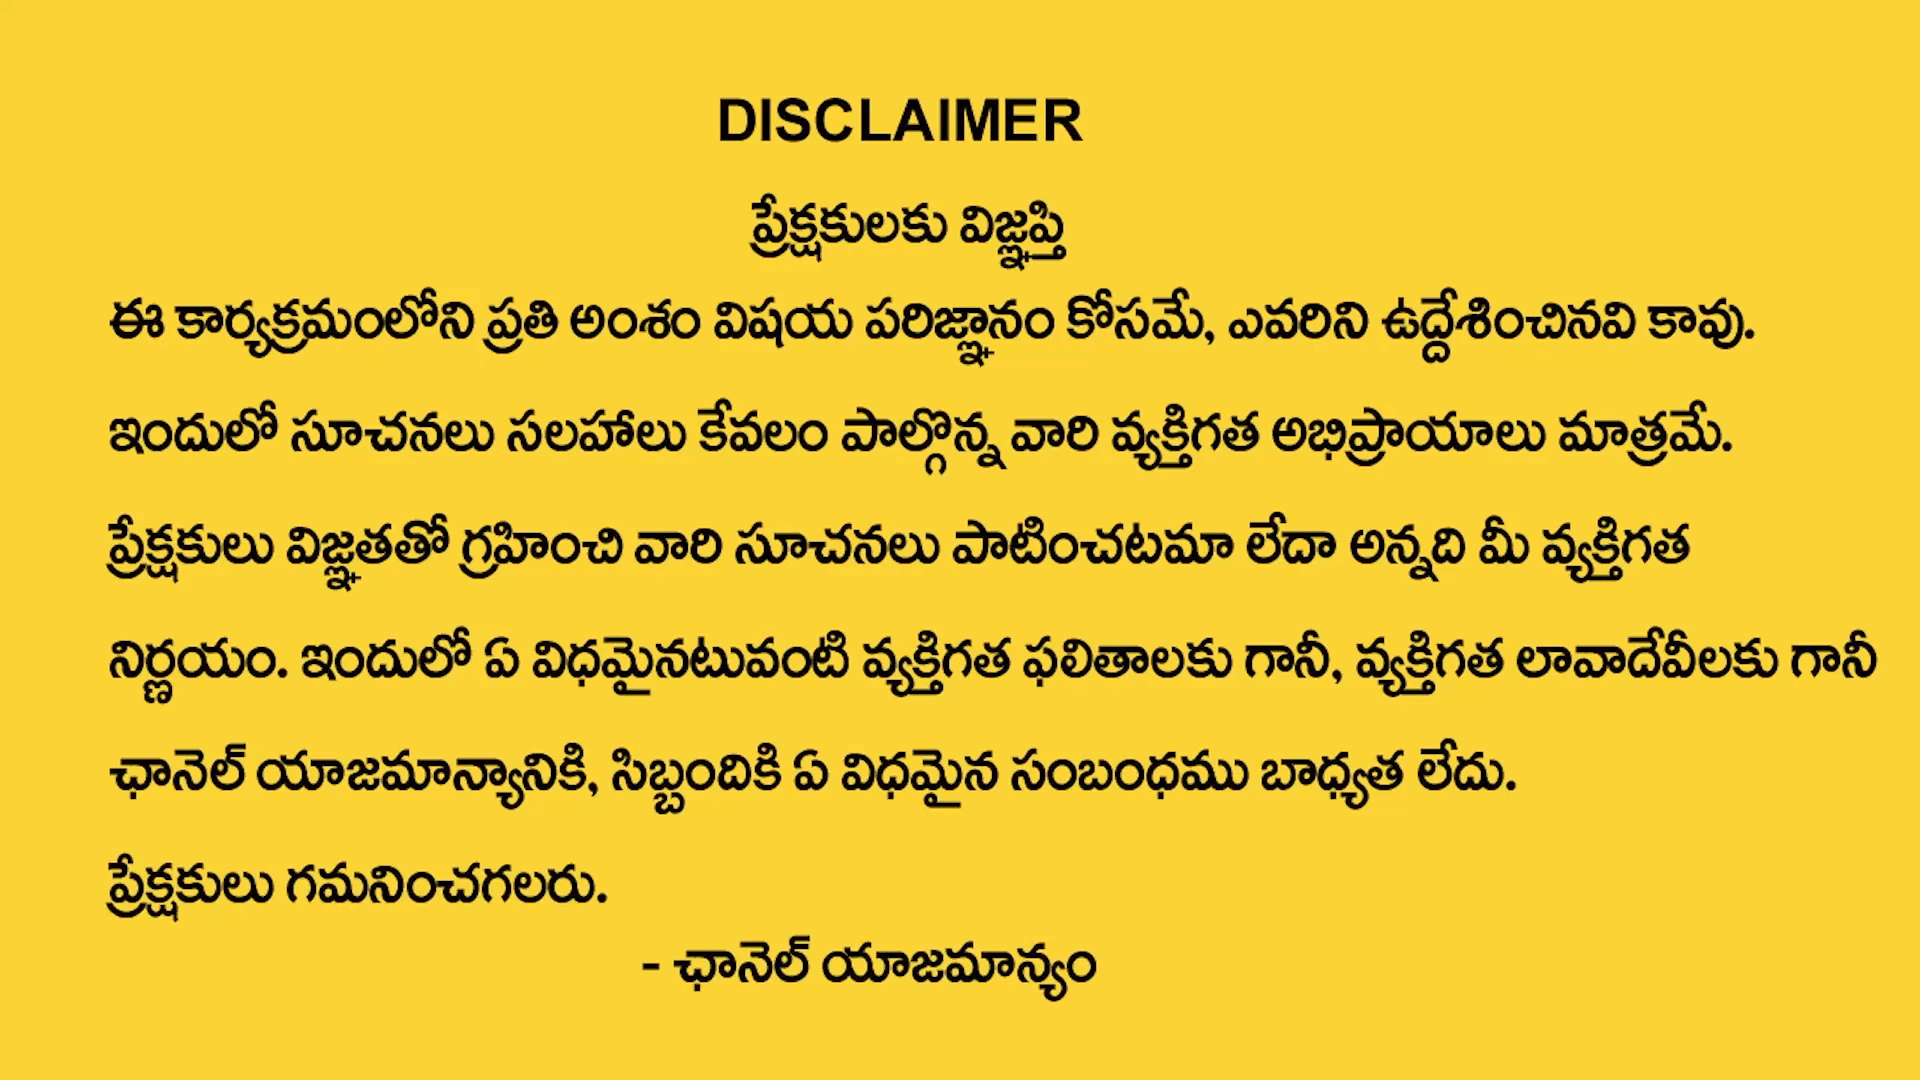 DISCLAIMER
ప్రేక్షకులకు విజ్ఞప్తి
ఈ కార్యక్రమంలోని ప్రతి అంశం విషయ పరిజ్ఞానం కోసమే, ఎవరిని ఉద్దేశించినవి కావు.
ఇందులో సూచనలు సలహాలు కేవలం పాల్గొన్న వారి వ్యక్తిగత అభిప్రాయాలు మాత్రమే.
ప్రేక్షకులు విజ్ఞతతో గ్రహించి వారి సూచనలు పాటించటమా లేదా అన్నది మీ వ్యక్తిగత
నిర్ణయం. ఇందులో ఏ విధమైనటువంటి వ్యక్తిగత ఫలితాలకు గానీ, వ్యక్తిగత లావాదేవీలకు గానీ
ఛానెల్ యాజమాన్యానికి, సిబ్బందికి ఏ విధమైన సంబంధము బాధ్యత లేదు.
ప్రేక్షకులు గమనించగలరు.
- ఛానెల్ యాజమాన్యం